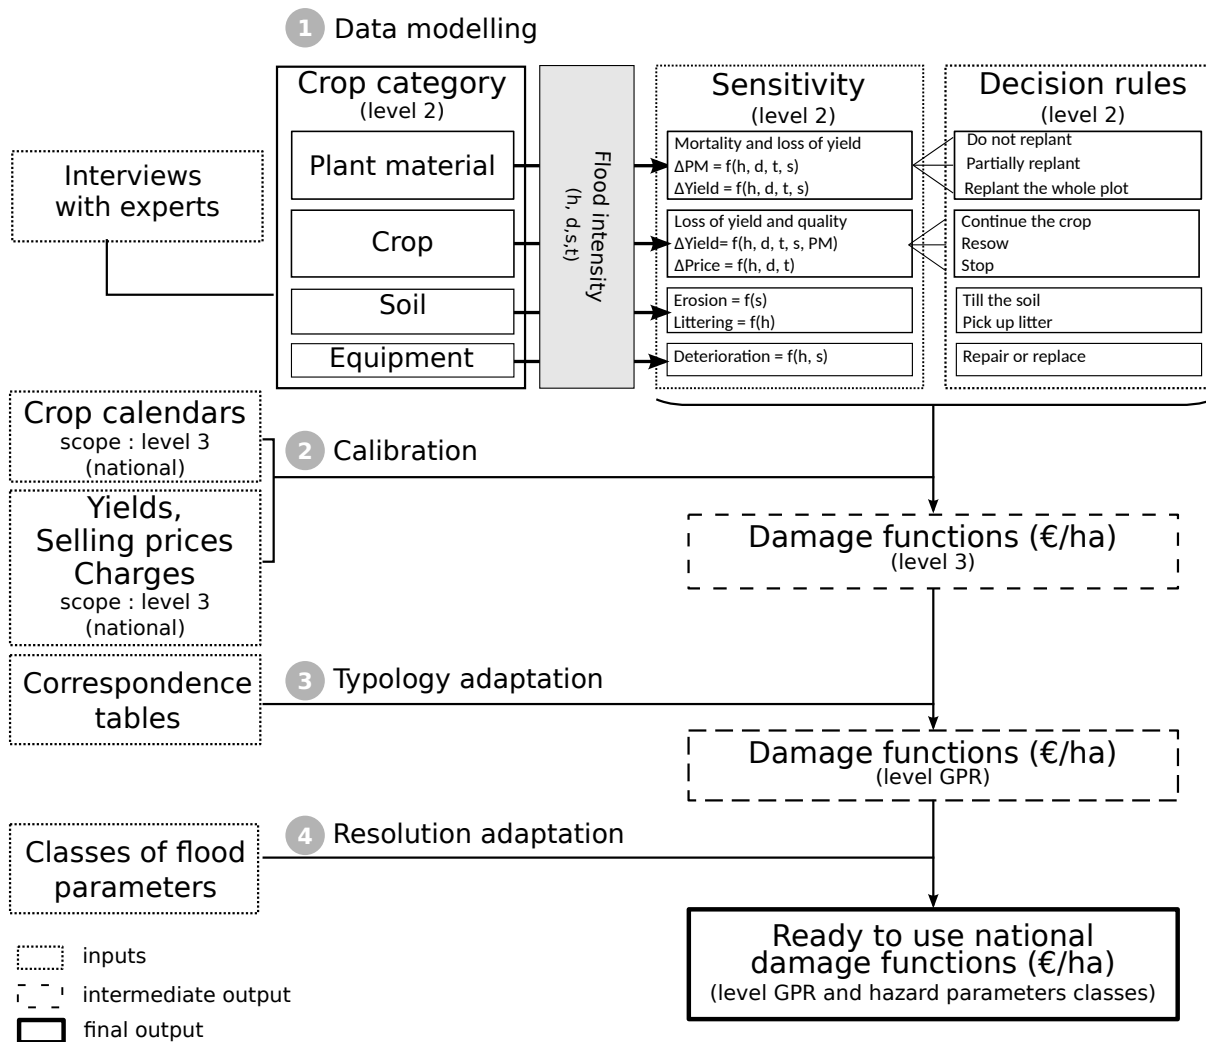 1 Data modelling
Crop category
(level 2)
Plant material
Crop
Soil
Equipment
Flood intensity
(h, d,s,t)
Sensitivity
(level 2)
Mortality and loss of yield
ΔPM = f(h, d, t, s)
ΔYield = f(h, d, t, s)
Loss of yield and quality
ΔYield= f(h, d, t, s, PM)
ΔPrice = f(h, d, t)
Erosion = f(s)
Littering = f(h)
Deterioration = f(h, s)
Decision rules
(level 2)
Do not replant
Partially replant
Replant the whole plot
Continue the crop
Resow
Stop
Till the soil
Pick up litter
Repair or replace
Interviews
with experts
Crop calendars
scope : level 3
(national)
Yields,
Selling prices
Charges
scope : level 3
(national)
2 Calibration
Damage functions (€/ha)
(level 3)
Correspondence
tables
3 Typology adaptation
Damage functions (€/ha)
(level GPR)
Classes of flood
parameters
4 Resolution adaptation
Ready to use national
damage functions (€/ha)
(level GPR and hazard parameters classes)
inputs
intermediate output
final output